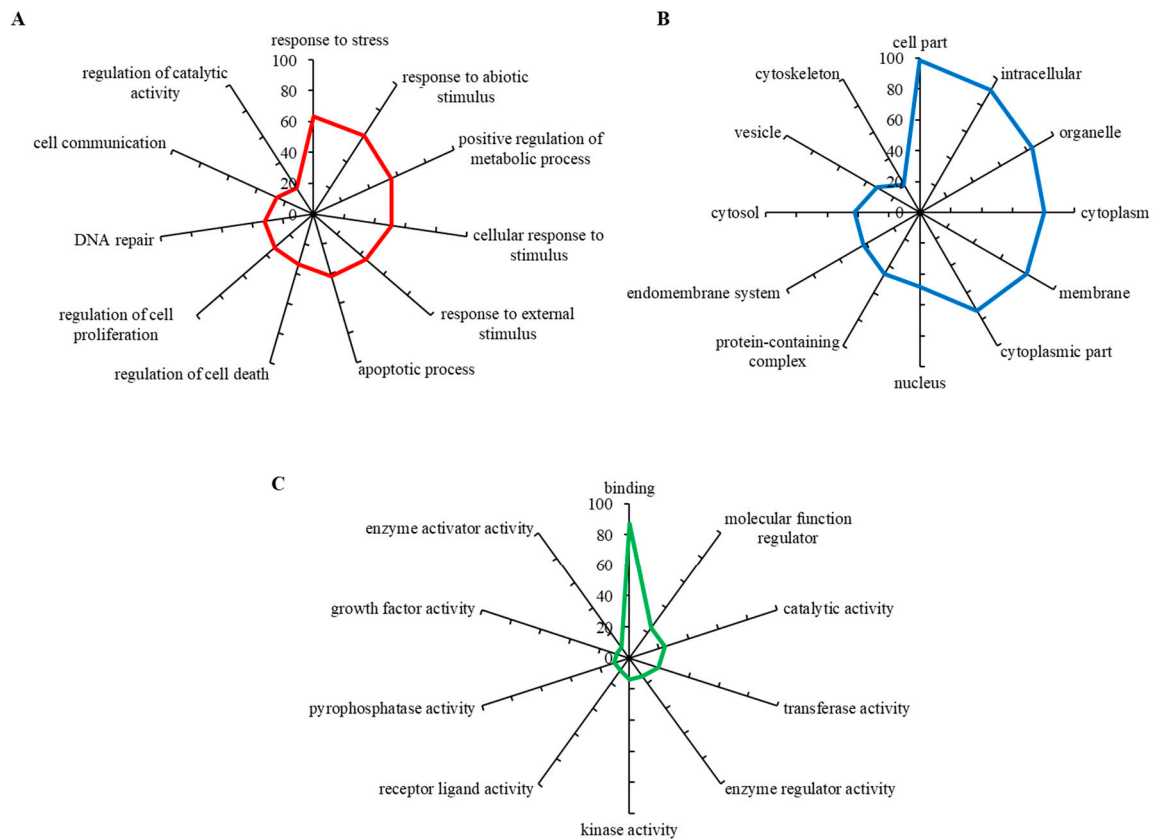 A
response to stress
100
80
60
40
20
0
response to abiotic
stimulus
positive regulation of
metabolic process
cellular response to
stimulus
response to external
stimulus
apoptotic process
regulation of cell death
regulation of cell
proliferation
DNA repair
cell communication
regulation of catalytic
activity
B
cell part
100
80
60
40
20
0
intracellular
organelle
cytoplasm
membrane
cytoplasmic part
nucleus
protein-containing
complex
endomembrane system
cytosol
vesicle
cytoskeleton
C
binding
100
80
60
40
20
0
molecular function
regulator
catalytic activity
transferase activity
enzyme regulator activity
kinase activity
receptor ligand activity
pyrophosphatase activity
growth factor activity
enzyme activator activity